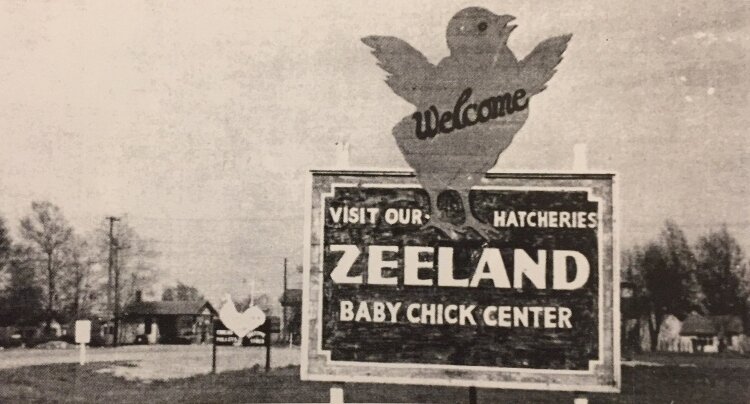 Welcome
VISIT OUR HATCHERIES
ZEELAND
BABY CHICK CENTER